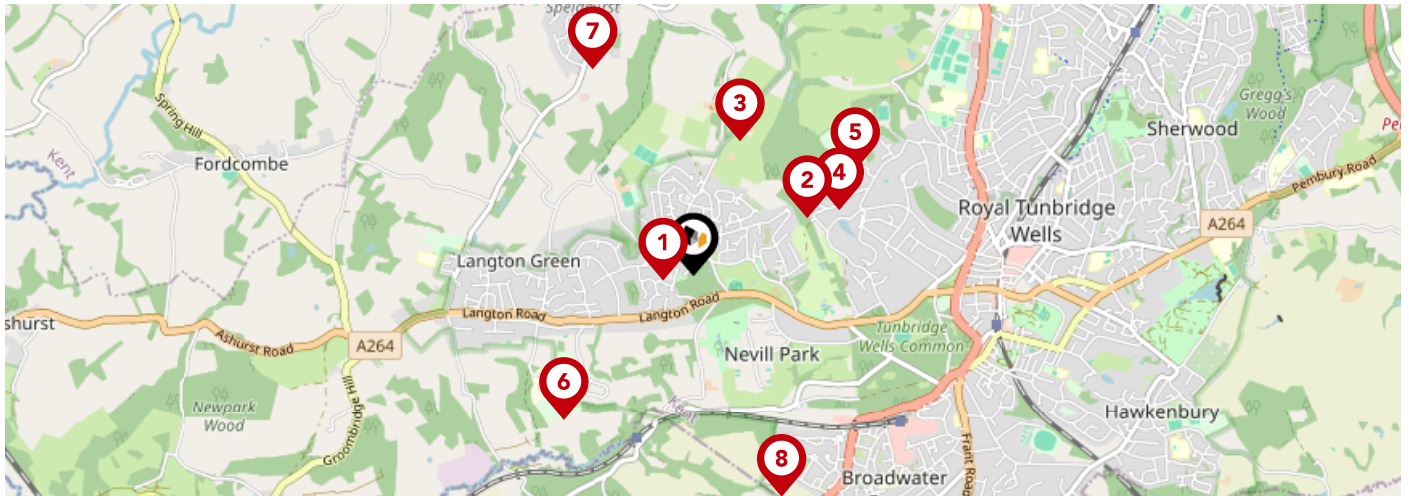 Speldhurst
7
3
Gregg's
Wood
5
Sherwood
Spring Hill
Kent
Fordcombe
2
4
Pembury Road
Royal Tunbridge
Wells
A264
1
Langton Green
Langton Road
Langton Road
shurst
Ashurst Road
A264
Tunbridge
Wells Common
Nevill Park
6
Groombridge Hill
Newpark
Wood
Kent
Hawkenbury
8
Broadwater
Frant Road